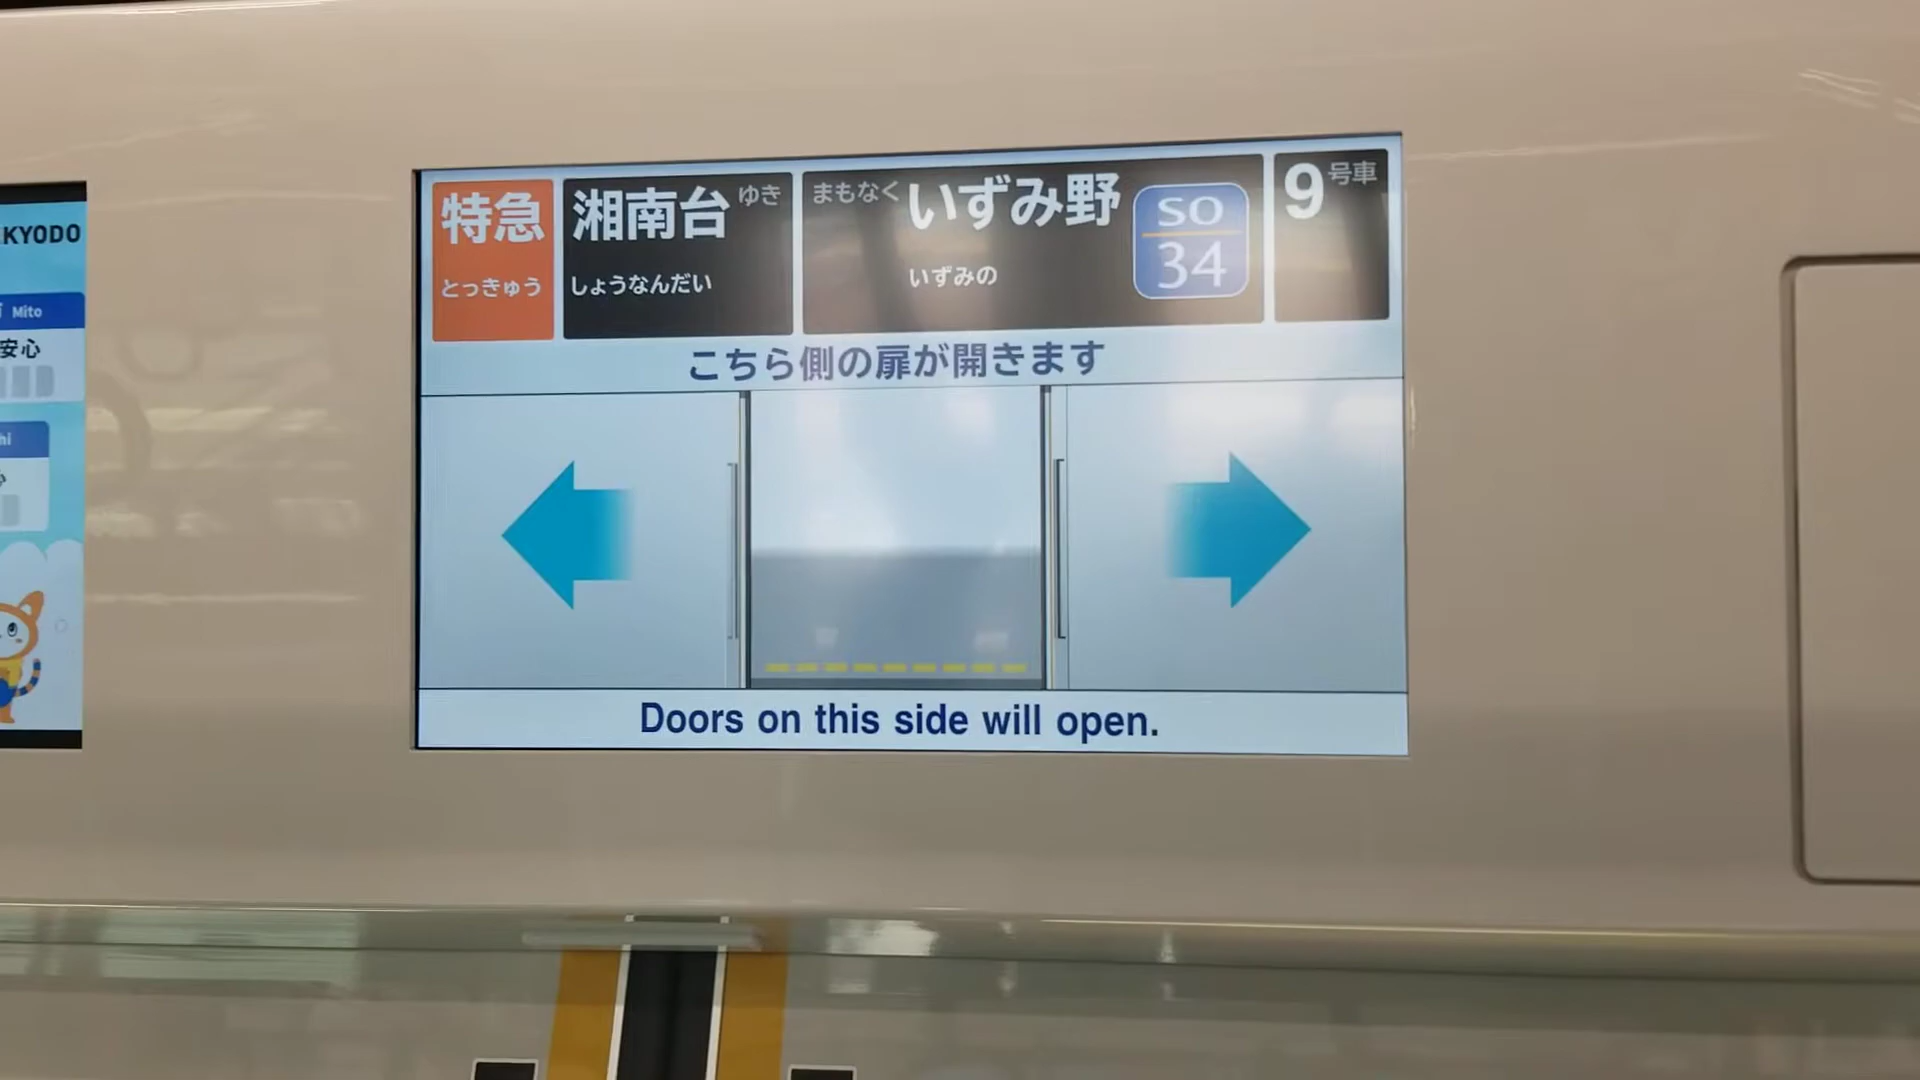 KYODO
Mito
安心
hi
特急
とっきゅう
湘南台 ゆき
しょうなんだい
まもなく いずみ野
いずみの
SO
34
9号車
こちら側の扉が開きます
Doors on this side will open.